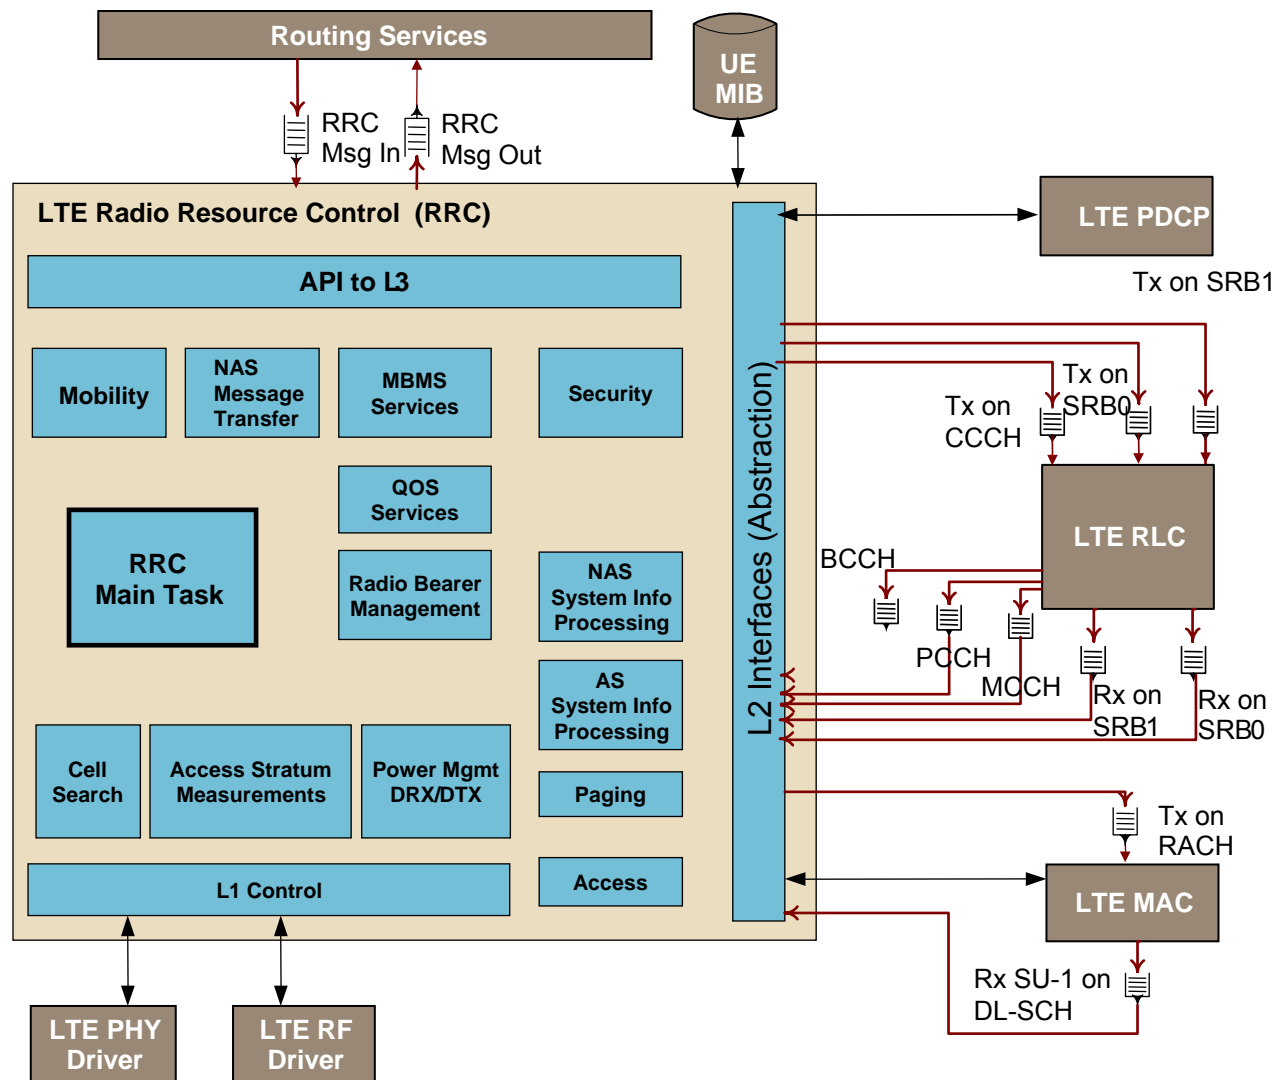 Routing Services
UE
MIB
RRC
Msg In
RRC
Msg Out
LTE Radio Resource Control (RRC)
LTE PDCP
API to L3
Tx on SRB1
Mobility
NAS
Message
Transfer
MBMS
Services
Security
L2 Interfaces (Abstraction)
Tx on
SRB0
Tx on
CCCH
QOS
Services
RRC
Main Task
LTE RLC
Radio Bearer
Management
NAS
System Info
Processing
BCCH
PCCH
MCCH
AS
System Info
Processing
Rx on
SRB1
Rx on
SRB0
Cell
Search
Access Stratum
Measurements
Power Mgmt
DRX/DTX
Paging
Tx on
RACH
L1 Control
Access
LTE MAC
Rx SU-1 on
DL-SCH
LTE PHY
Driver
LTE RF
Driver